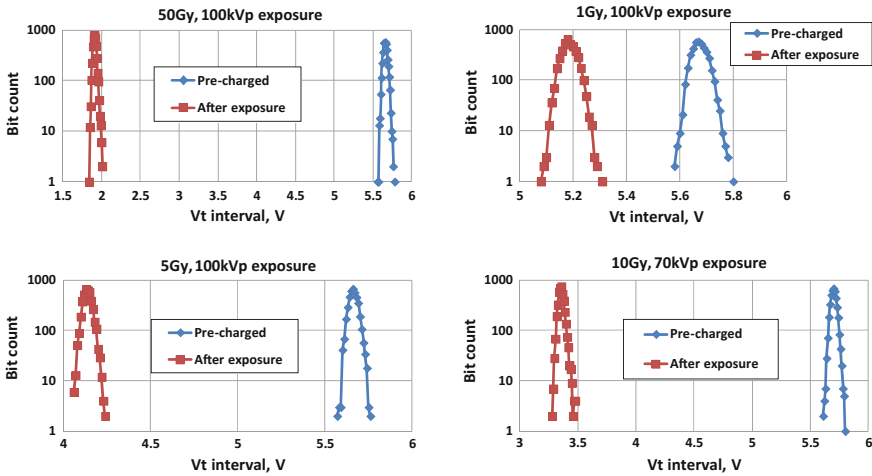 50Gy, 100kVp exposure
1000
100
10
1
Bit count
Pre-charged
After exposure
1.5 2 2.5 3 3.5 4 4.5 5 5.5 6
Vt interval, V
1Gy, 100kVp exposure
1000
100
10
1
Bit count
Pre-charged
After exposure
5 5.2 5.4 5.6 5.8 6
Vt interval, V
5Gy, 100kVp exposure
1000
100
10
1
Bit count
Pre-charged
After exposure
4 4.5 5 5.5 6
Vt interval, V
10Gy, 70kVp exposure
1000
100
10
1
Bit count
Pre-charged
After exposure
3 3.5 4 4.5 5 5.5 6
Vt interval, V